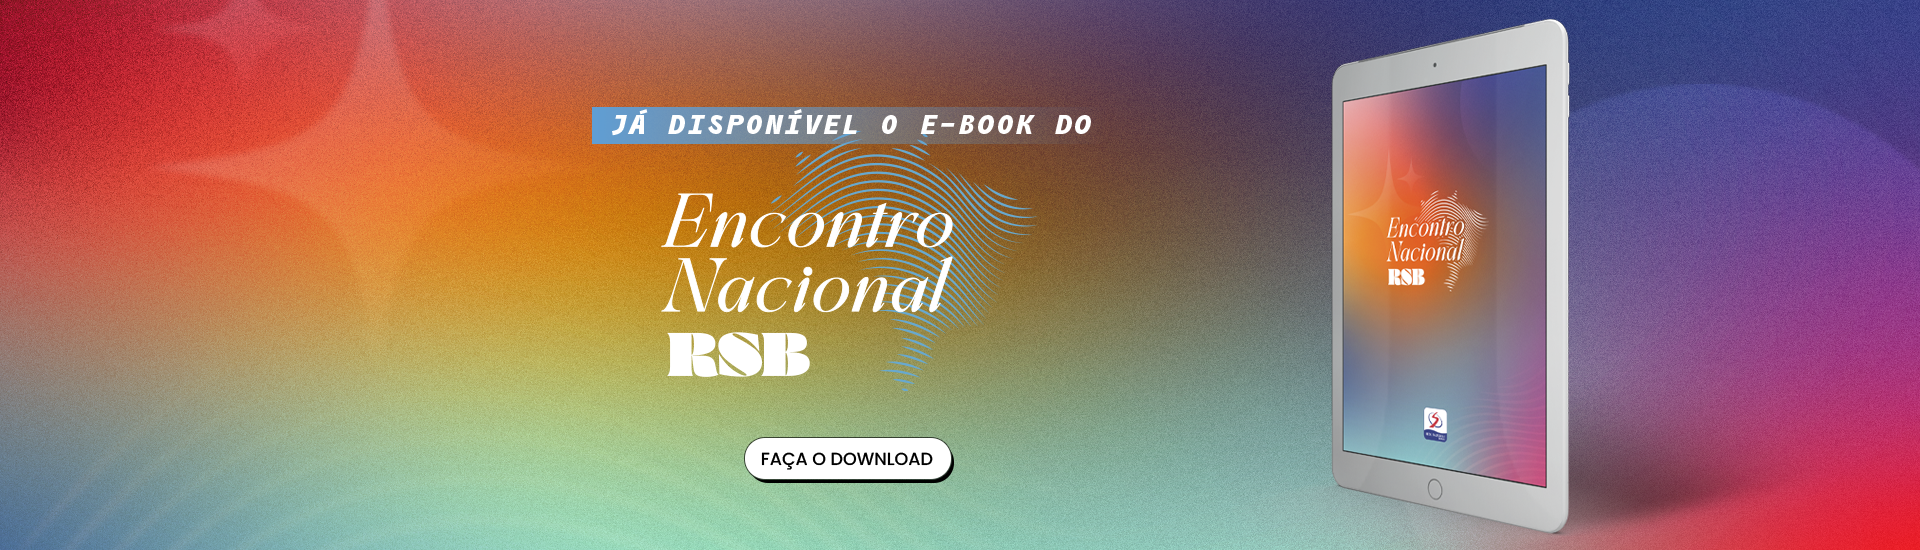 JÁ DISPONÍVEL O E-BOOK DO
Encontro
Nacional
RSB
FAÇA O DOWNLOAD
Encontro
Nacional
RSB